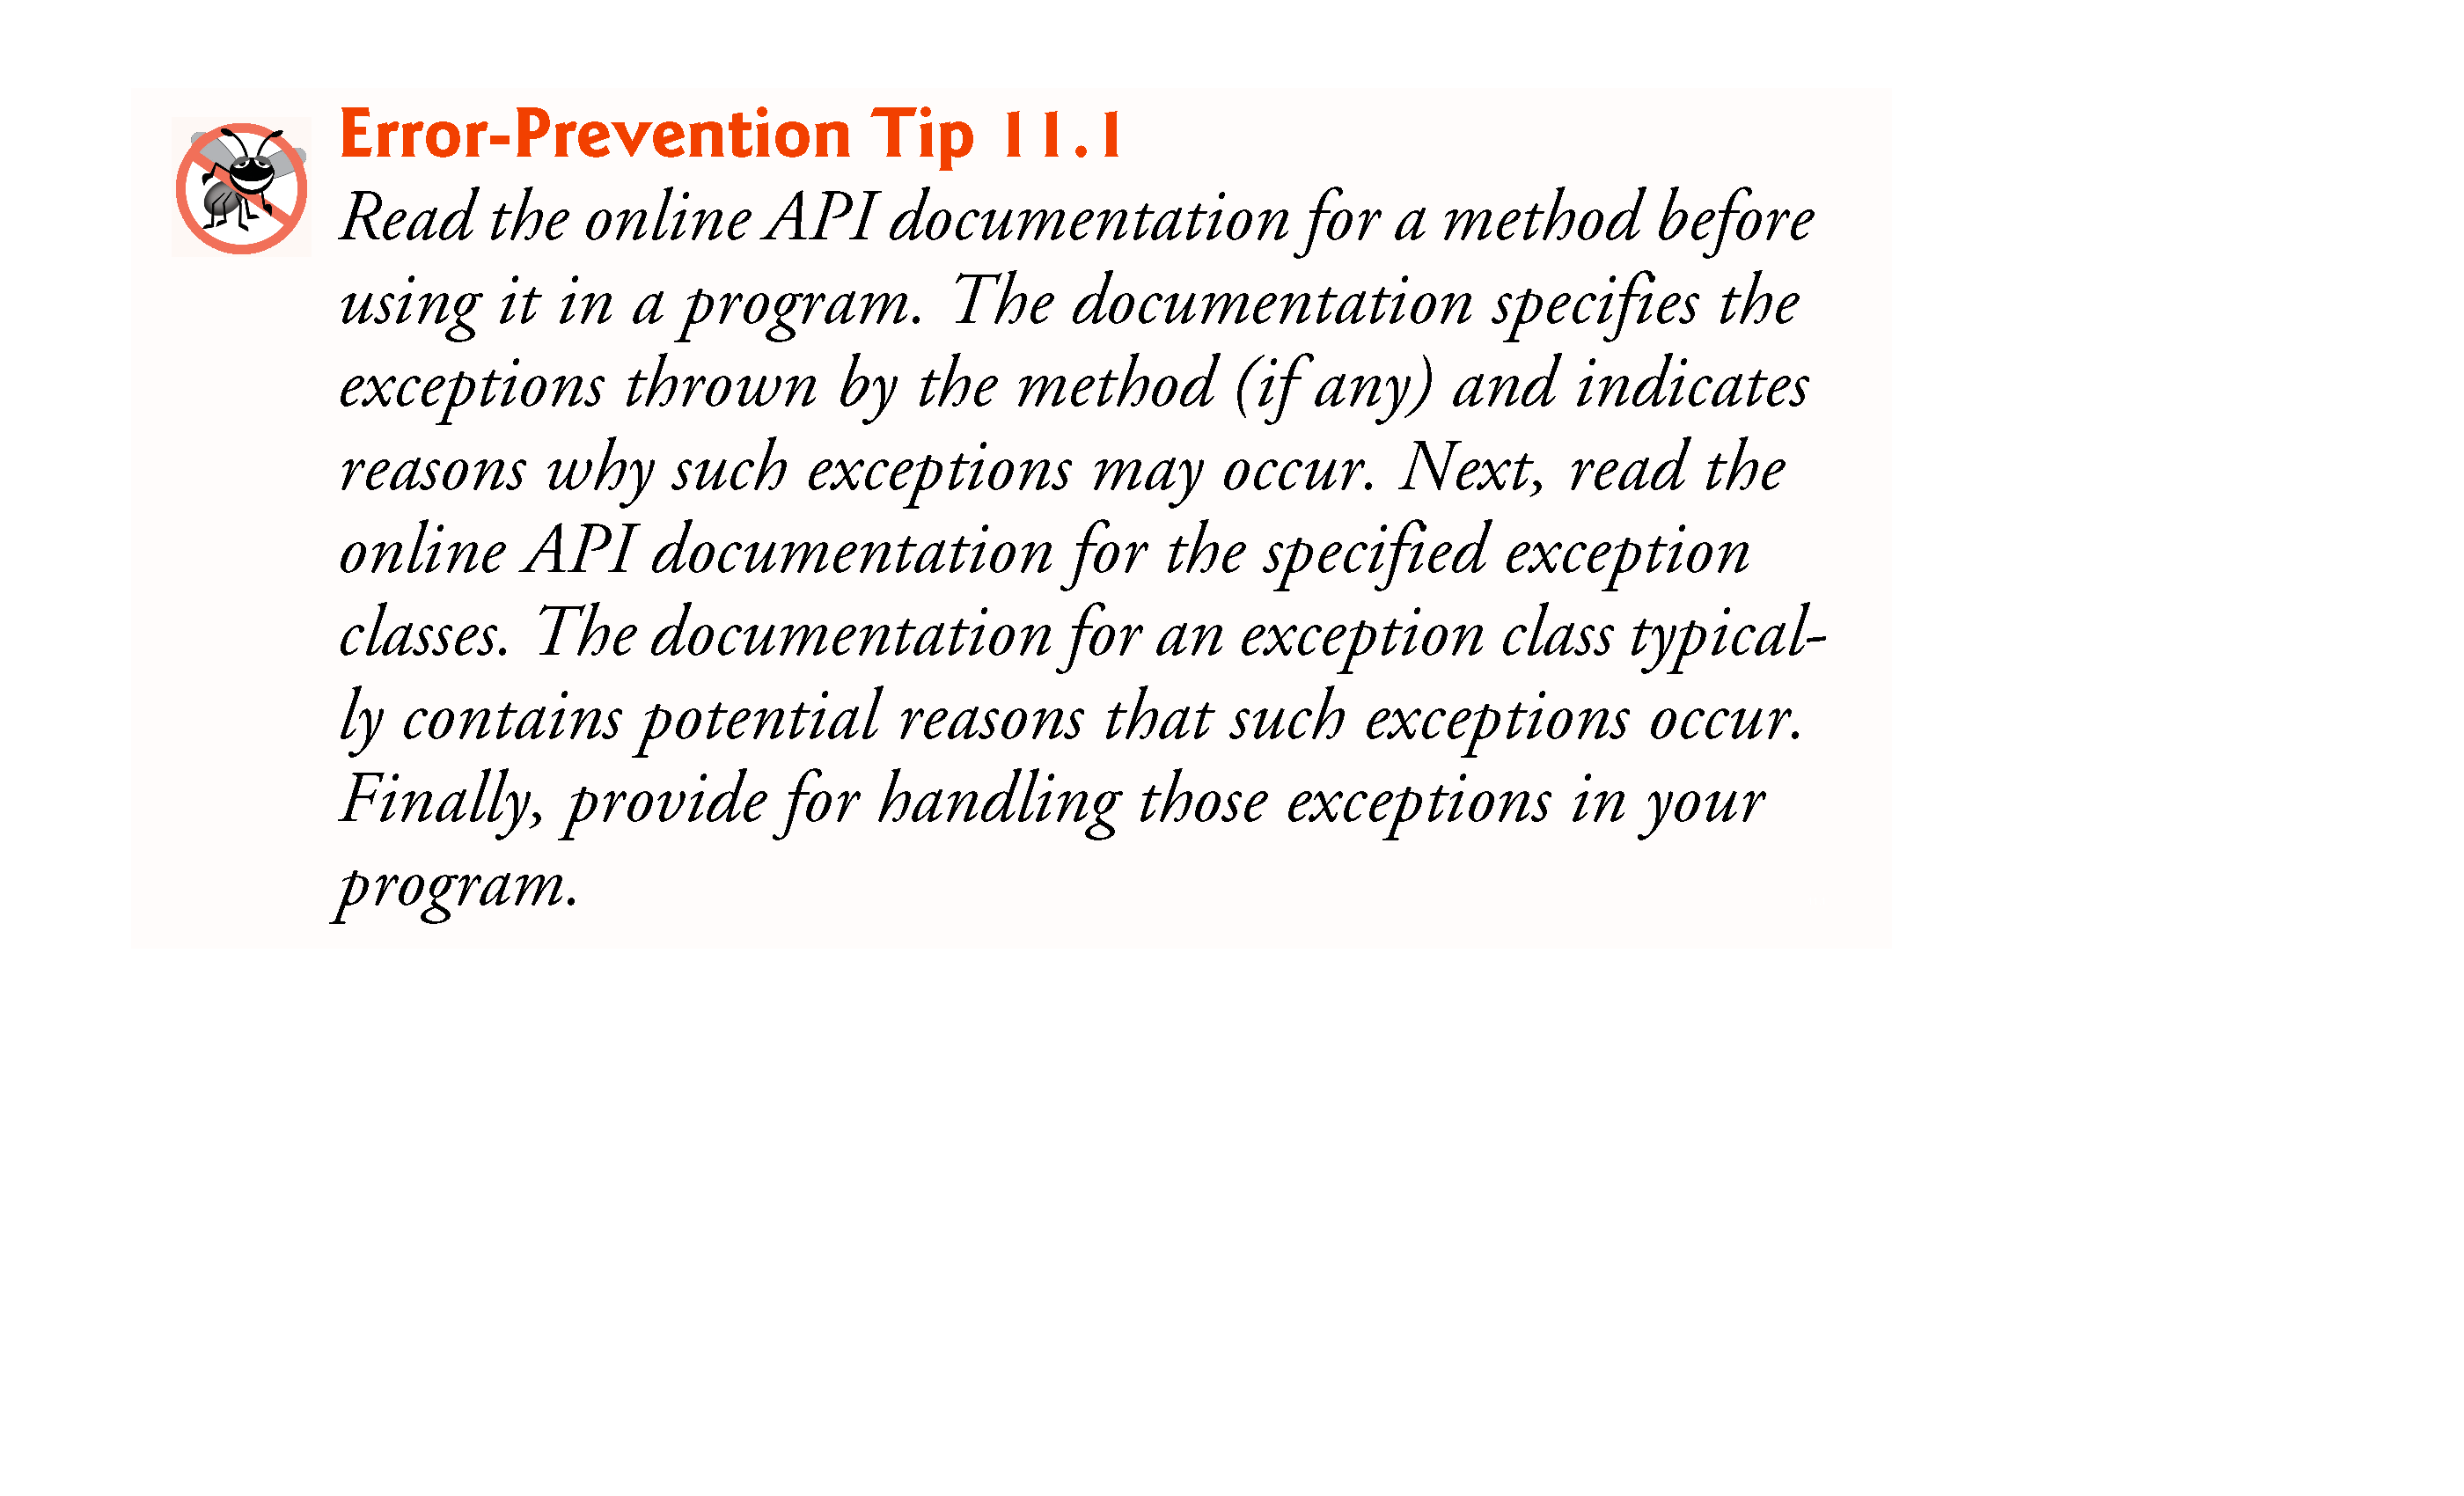 Error-Prevention Tip 11.1
Read the online API documentation for a method before
using it in a program. The documentation specifies the
exceptions thrown by the method (if any) and indicates
reasons why such exceptions may occur. Next, read the
online API documentation for the specified exception
classes. The documentation for an exception class typical-
ly contains potential reasons that such exceptions occur.
Finally, provide for handling those exceptions in your
program.